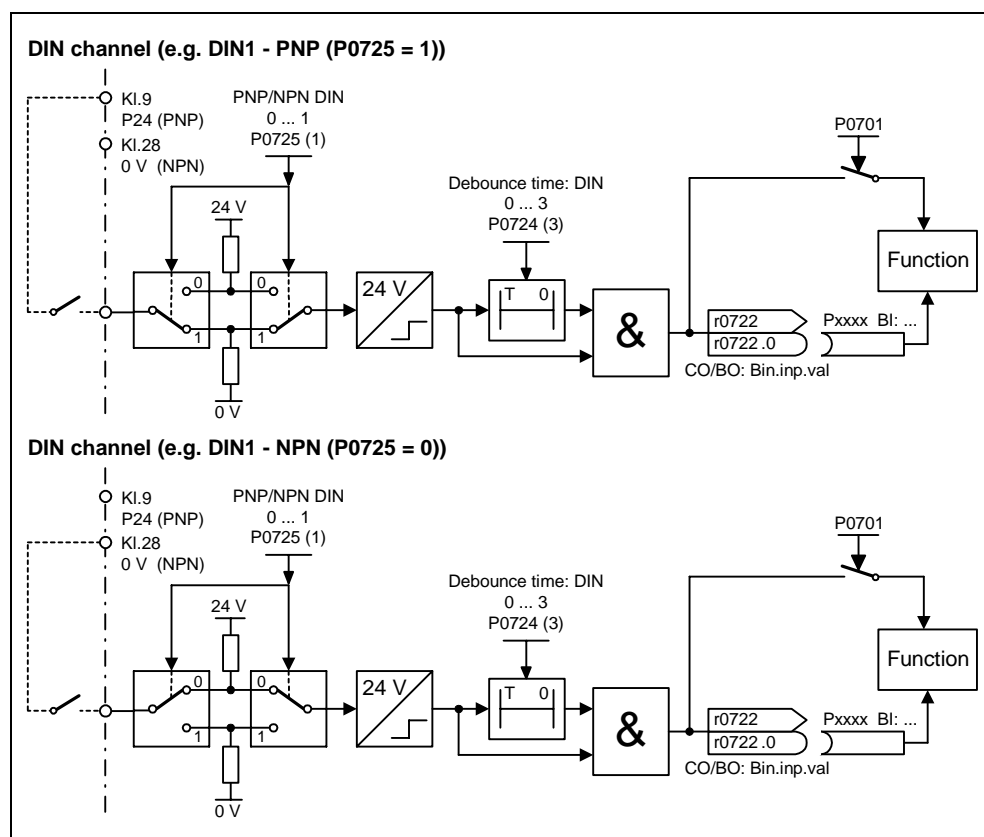 DIN channel (e.g. DIN1 - PNP (P0725 = 1))
Kl.9
P24 (PNP)
Kl.28
0 V (NPN)
PNP/NPN DIN
0 ... 1
P0725 (1)
P0701
Debounce time: DIN
0 ... 3
P0724 (3)
24 V
0
0
1
1
0 V
24 V
T 0
&
Function
r0722
r0722 .0
Pxxxx BI: ...
CO/BO: Bin.inp.val
DIN channel (e.g. DIN1 - NPN (P0725 = 0))
Kl.9
P24 (PNP)
Kl.28
0 V (NPN)
PNP/NPN DIN
0 ... 1
P0725 (1)
P0701
Debounce time: DIN
0 ... 3
P0724 (3)
24 V
0
0
1
1
0 V
24 V
T 0
&
Function
r0722
r0722 .0
Pxxxx BI: ...
CO/BO: Bin.inp.val